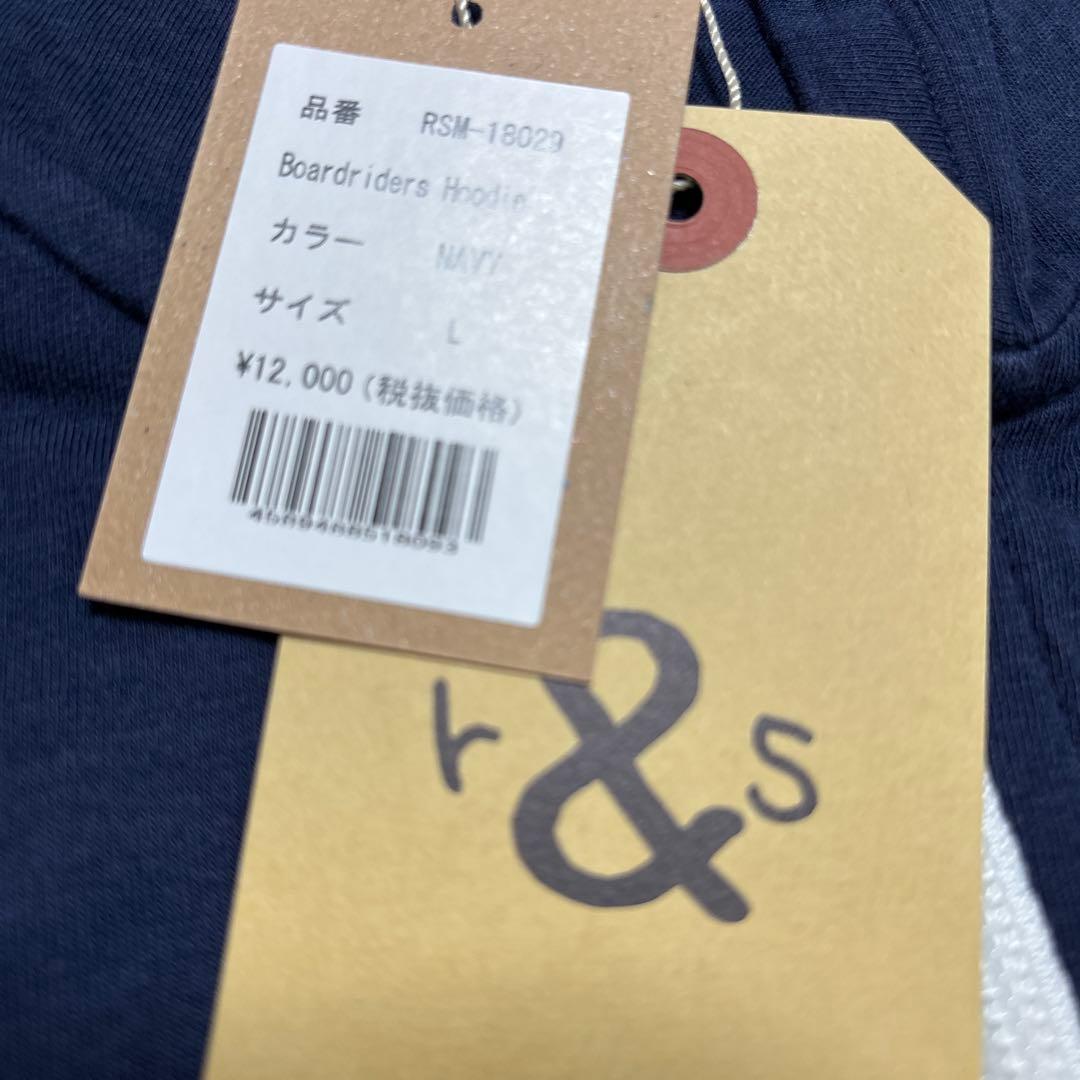 品番 RSM-18029
Boardriders Hoodie
カラー NAVY
サイズ L
¥12,000(税抜価格)
r & s